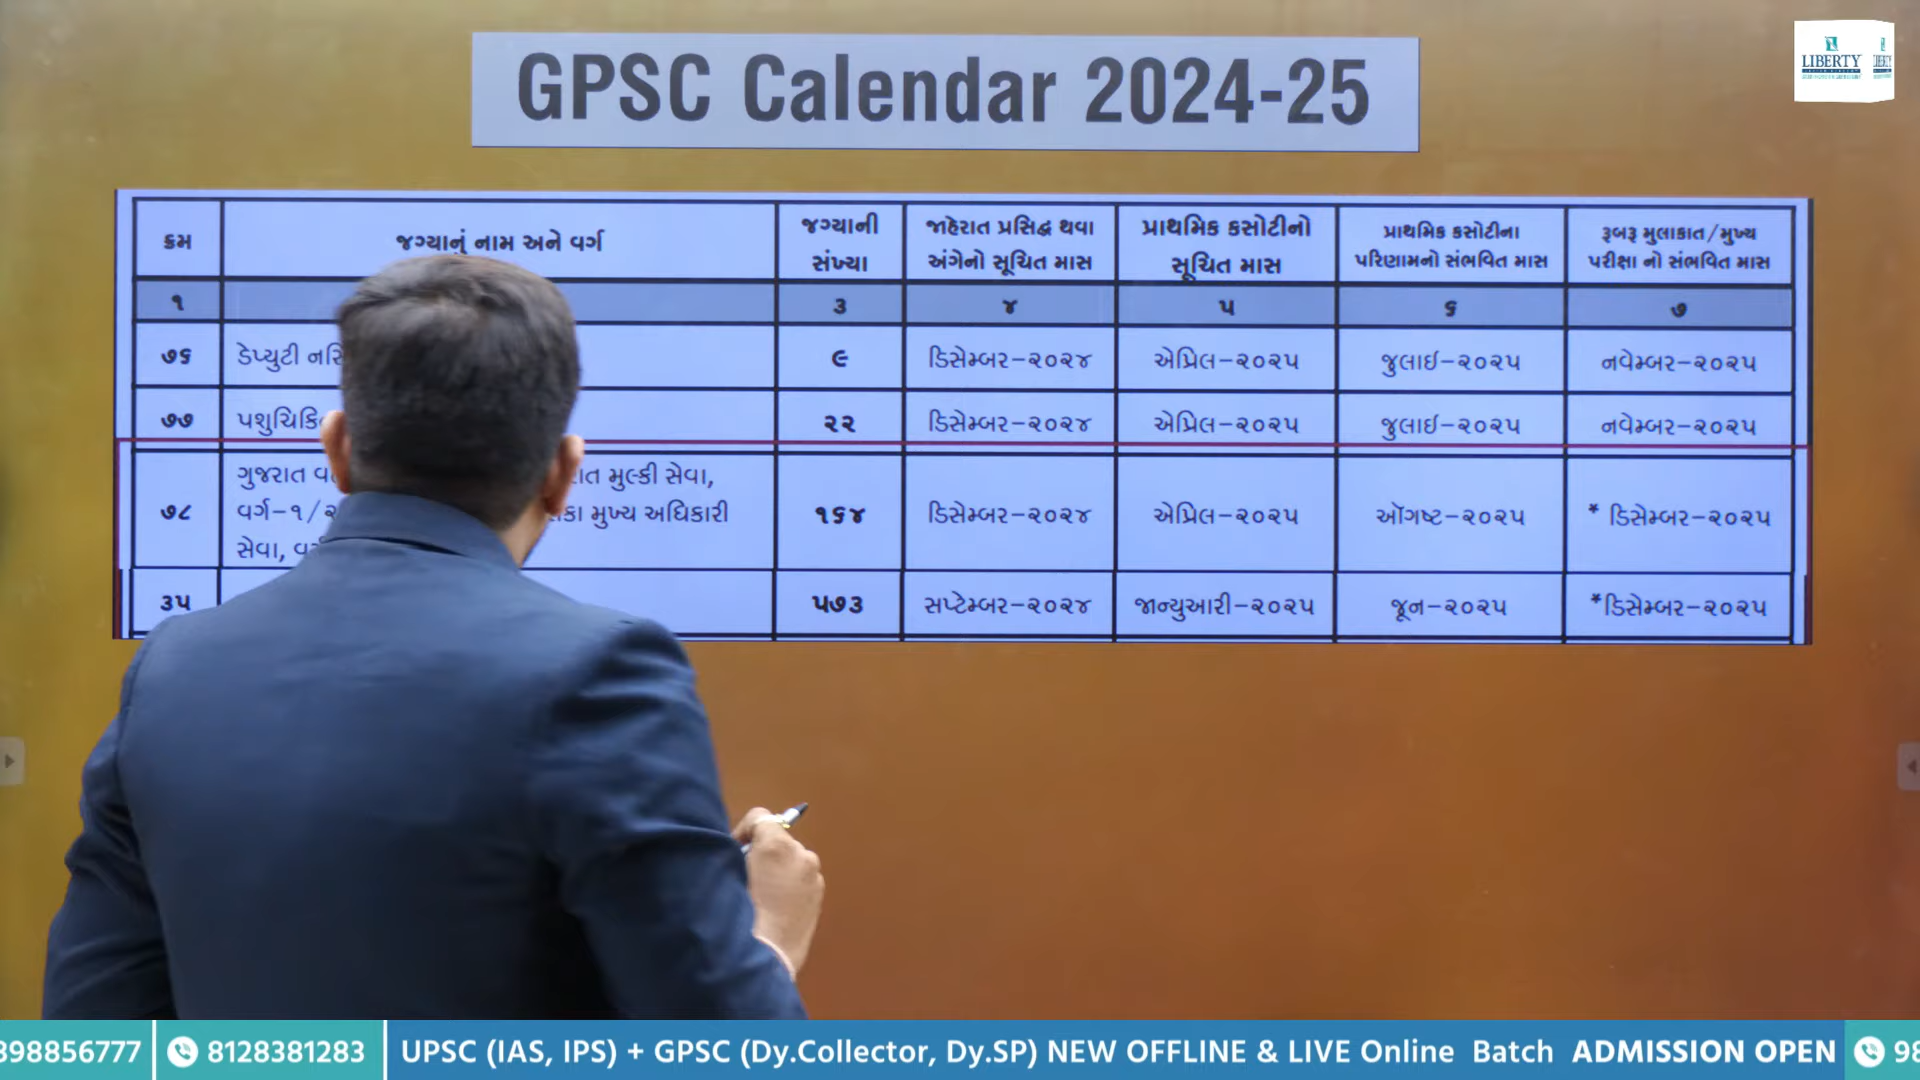 GPSC Calendar 2024-25
LIBERTY
ક્રમ
જગ્યાનું નામ અને વર્ગ
જગ્યાની
સંખ્યા
જાહેરાત પ્રસિદ્ધ થવા
અંગેનો સૂચિત માસ
પ્રાથમિક કસોટીનો
સૂચિત માસ
પ્રાથમિક કસોટીના
પરિણામનો સંભવિત માસ
રૂબરૂ મુલાકાત/મુખ્ય
પરીક્ષા નો સંભવિત માસ
૧ ૩ ૪ ૫ ૬ ૭
૭૬ ડેપ્યુટી ૯ ડિસેમ્બર-૨૦૨૪ એપ્રિલ-૨૦૨૫ જુલાઈ-૨૦૨૫ નવેમ્બર-૨૦૨૫
૭૭ ૨૨ ડિસેમ્બર-૨૦૨૪ એપ્રિલ-૨૦૨૫ જુલાઈ-૨૦૨૫ નવેમ્બર-૨૦૨૫
૭૮
ગુજરાત મુલ્કી સેવા,
વર્ગ-૧/ મુખ્ય અધિકારી
સેવા,
૧૬૪ ડિસેમ્બર-૨૦૨૪ એપ્રિલ-૨૦૨૫ ઑગષ્ટ-૨૦૨૫ * ડિસેમ્બર-૨૦૨૫
૩૫ ૫૭૩ સપ્ટેમ્બર-૨૦૨૪ જાન્યુઆરી-૨૦૨૫ જૂન-૨૦૨૫ *ડિસેમ્બર-૨૦૨૫
898856777 8128381283 UPSC (IAS, IPS) + GPSC (Dy.Collector, Dy.SP) NEW OFFLINE & LIVE Online Batch ADMISSION OPEN 98